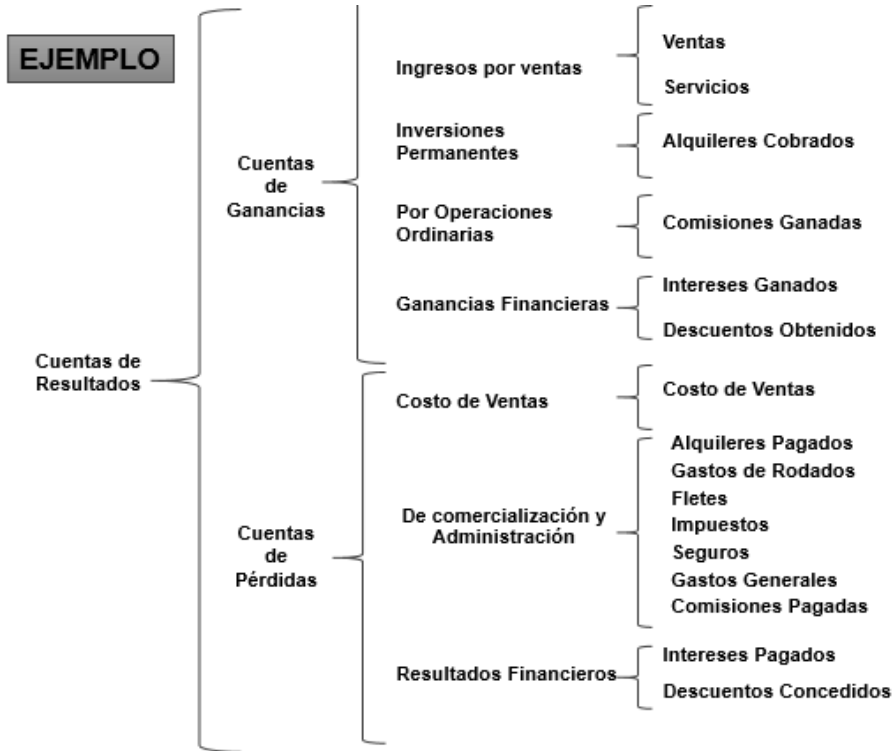 EJEMPLO
Cuentas de
Resultados
Cuentas
de
Ganancias
Ingresos por ventas
Ventas
Servicios
Inversiones
Permanentes
Alquileres Cobrados
Por Operaciones
Ordinarias
Comisiones Ganadas
Ganancias Financieras
Intereses Ganados
Descuentos Obtenidos
Cuentas
de
Pérdidas
Costo de Ventas
Costo de Ventas
De comercialización y
Administración
Alquileres Pagados
Gastos de Rodados
Fletes
Impuestos
Seguros
Gastos Generales
Comisiones Pagadas
Resultados Financieros
Intereses Pagados
Descuentos Concedidos